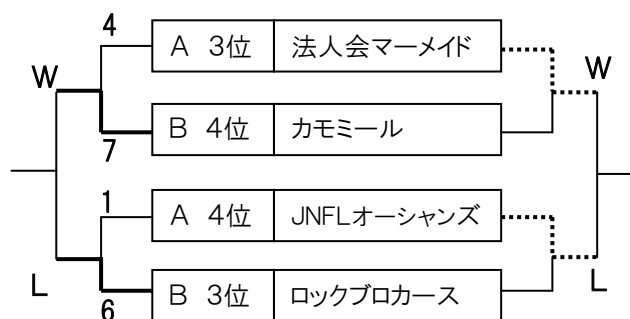 4
A 3位 法人会マーメイド
W W
B 4位 カモミール
7
1
A 4位 JNFLオーシャンズ
L L
B 3位 ロックブロカース
6